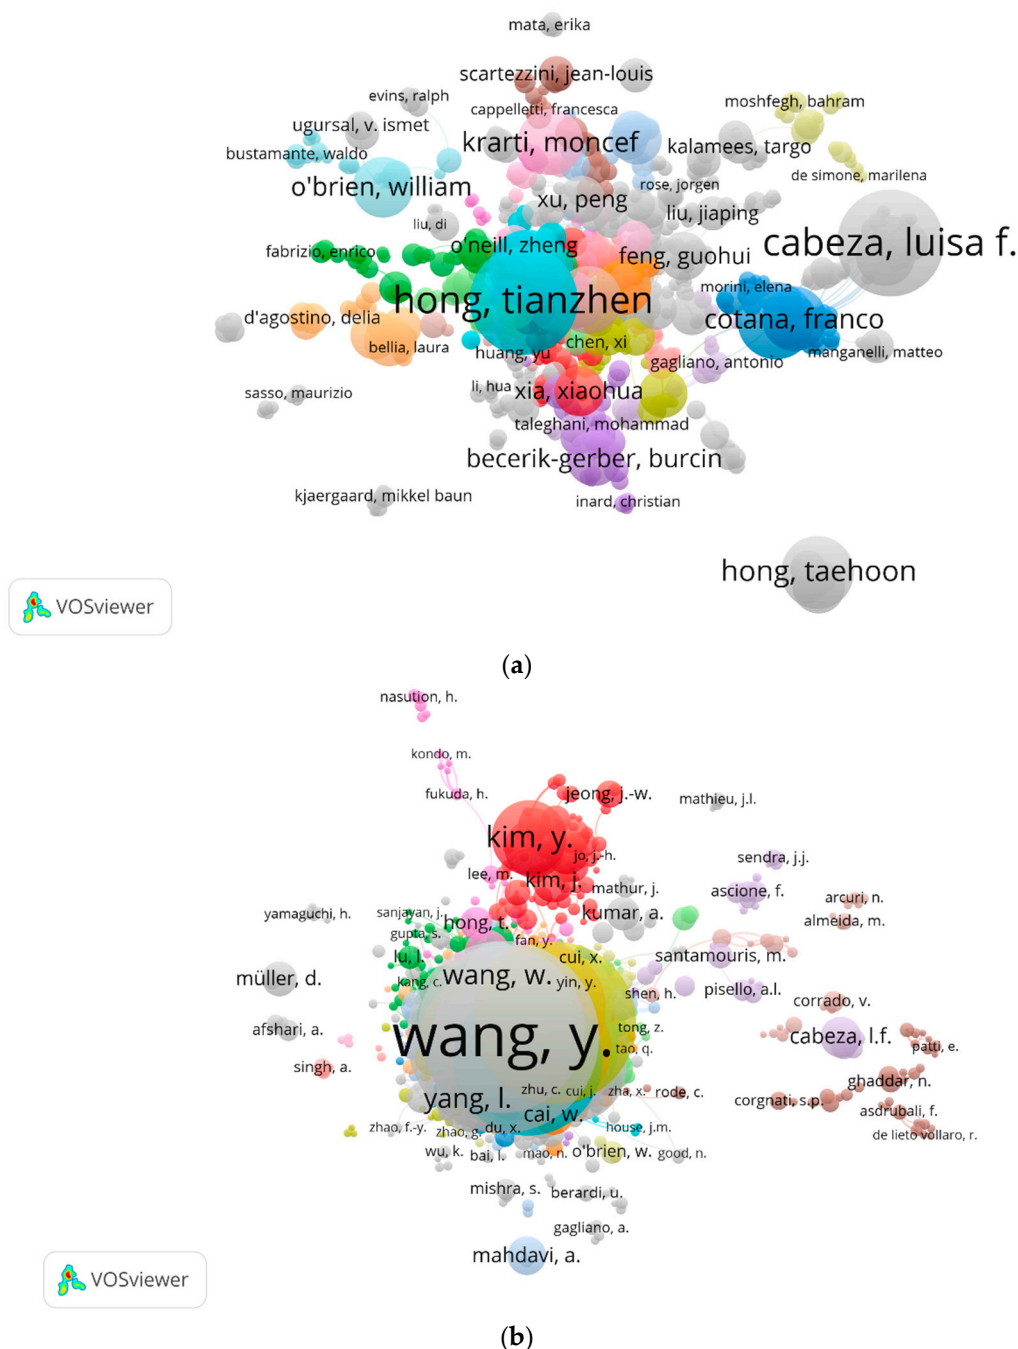 mata, erika
scartezzini, jean-louis
evins, ralph
cappelletti, francesca
moshfegh, bahram
ugursal, v. ismet
krarti, moncef
kalamees, targo
bustamante, waldo
de simone, marilena
o'brien, william
rose, jorgen
xu, peng
liu, jiaping
liu, di
cabeza, luisa f.
fabrizio, enrico
o'neill, zheng
feng, guohui
morini, elena
hong, tianzhen
d'agostino, delia
cotana, franco
bellia, laura
huang, yu
chen, xi
manganelli, matteo
gagliano, antonio
sasso, maurizio
li, hua
xia, xiaohua
taleghani, mohammad
becerik-gerber, burcin
kjaergaard, mikkel baun
inard, christian
hong, taehoon
VOSviewer
(a)
nasution, h.
kondo, m.
fukuda, h.
jeong, j.-w.
mathieu, j.l.
kim, y.
jo, j.-h.
sendra, j.j.
lee, m.
kim, j.
mathur, j.
ascione, f.
arcuri, n.
yamaguchi, h.
sanjayan, j.
kumar, a.
almeida, m.
hong, t.
gupta, s.
fan, y.
lu, l.
cui, x.
santamouris, m.
müller, d.
kang, c.
wang, w.
yin, y.
shen, h.
pisello, a.l.
corrado, v.
afshari, a.
wang, y.
tong, z.
cabeza, l.f.
tao, q.
patti, e.
singh, a.
ghaddar, n.
yang, l.
zhu, c.
cui, j.
zha, x.
rode, c.
corgnati, s.p.
cai, w.
asdrubali, f.
zhao, f.-y.
zhao, g.
du, x.
house, j.m.
de lieto vollaro, r.
wu, k.
bai, l.
mao, n.
o'brien, w.
good, n.
mishra, s.
berardi, u.
gagliano, a.
mahdavi, a.
VOSviewer
(b)